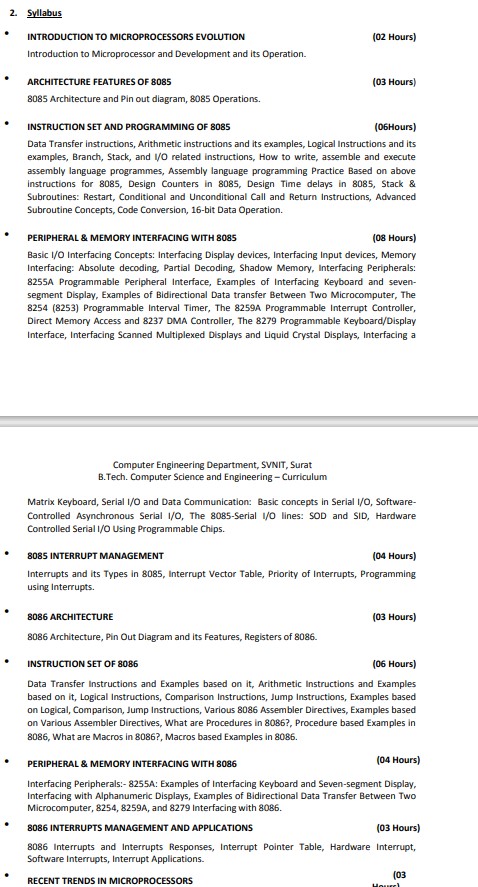 2. Syllabus
• INTRODUCTION TO MICROPROCESSORS EVOLUTION (02 Hours)
Introduction to Microprocessor and Development and its Operation.
• ARCHITECTURE FEATURES OF 8085 (03 Hours)
8085 Architecture and Pin out diagram, 8085 Operations.
• INSTRUCTION SET AND PROGRAMMING OF 8085 (06Hours)
Data Transfer instructions, Arithmetic instructions and its examples, Logical Instructions and its
examples, Branch, Stack, and I/O related instructions, How to write, assemble and execute
assembly language programmes, Assembly language programming Practice Based on above
instructions for 8085, Design Counters in 8085, Design Time delays in 8085, Stack &
Subroutines: Restart, Conditional and Unconditional Call and Return Instructions, Advanced
Subroutine Concepts, Code Conversion, 16-bit Data Operation.
• PERIPHERAL & MEMORY INTERFACING WITH 8085 (08 Hours)
Basic I/O Interfacing Concepts: Interfacing Display devices, Interfacing Input devices, Memory
Interfacing: Absolute decoding, Partial Decoding, Shadow Memory, Interfacing Peripherals:
8255A Programmable Peripheral Interface, Examples of Interfacing Keyboard and seven-
segment Display, Examples of Bidirectional Data transfer Between Two Microcomputer, The
8254 (8253) Programmable Interval Timer, The 8259A Programmable Interrupt Controller,
Direct Memory Access and 8237 DMA Controller, The 8279 Programmable Keyboard/Display
Interface, Interfacing Scanned Multiplexed Displays and Liquid Crystal Displays, Interfacing a
Computer Engineering Department, SVNIT, Surat
B.Tech. Computer Science and Engineering – Curriculum
Matrix Keyboard, Serial I/O and Data Communication: Basic concepts in Serial I/O, Software-
Controlled Asynchronous Serial I/O, The 8085-Serial I/O lines: SOD and SID, Hardware
Controlled Serial I/O Using Programmable Chips.
• 8085 INTERRUPT MANAGEMENT (04 Hours)
Interrupts and its Types in 8085, Interrupt Vector Table, Priority of Interrupts, Programming
using Interrupts.
• 8086 ARCHITECTURE (03 Hours)
8086 Architecture, Pin Out Diagram and its Features, Registers of 8086.
• INSTRUCTION SET OF 8086 (06 Hours)
Data Transfer Instructions and Examples based on it, Arithmetic Instructions and Examples
based on it, Logical Instructions, Comparison Instructions, Jump Instructions, Examples based
on Logical, Comparison, Jump Instructions, Various 8086 Assembler Directives, Examples based
on Various Assembler Directives, What are Procedures in 8086?, Procedure based Examples in
8086, What are Macros in 8086?, Macros based Examples in 8086.
• PERIPHERAL & MEMORY INTERFACING WITH 8086 (04 Hours)
Interfacing Peripherals:- 8255A: Examples of Interfacing Keyboard and Seven-segment Display,
Interfacing with Alphanumeric Displays, Examples of Bidirectional Data Transfer Between Two
Microcomputer, 8254, 8259A, and 8279 Interfacing with 8086.
• 8086 INTERRUPTS MANAGEMENT AND APPLICATIONS (03 Hours)
8086 Interrupts and Interrupts Responses, Interrupt Pointer Table, Hardware Interrupt,
Software Interrupts, Interrupt Applications.
• RECENT TRENDS IN MICROPROCESSORS (03
Hours)